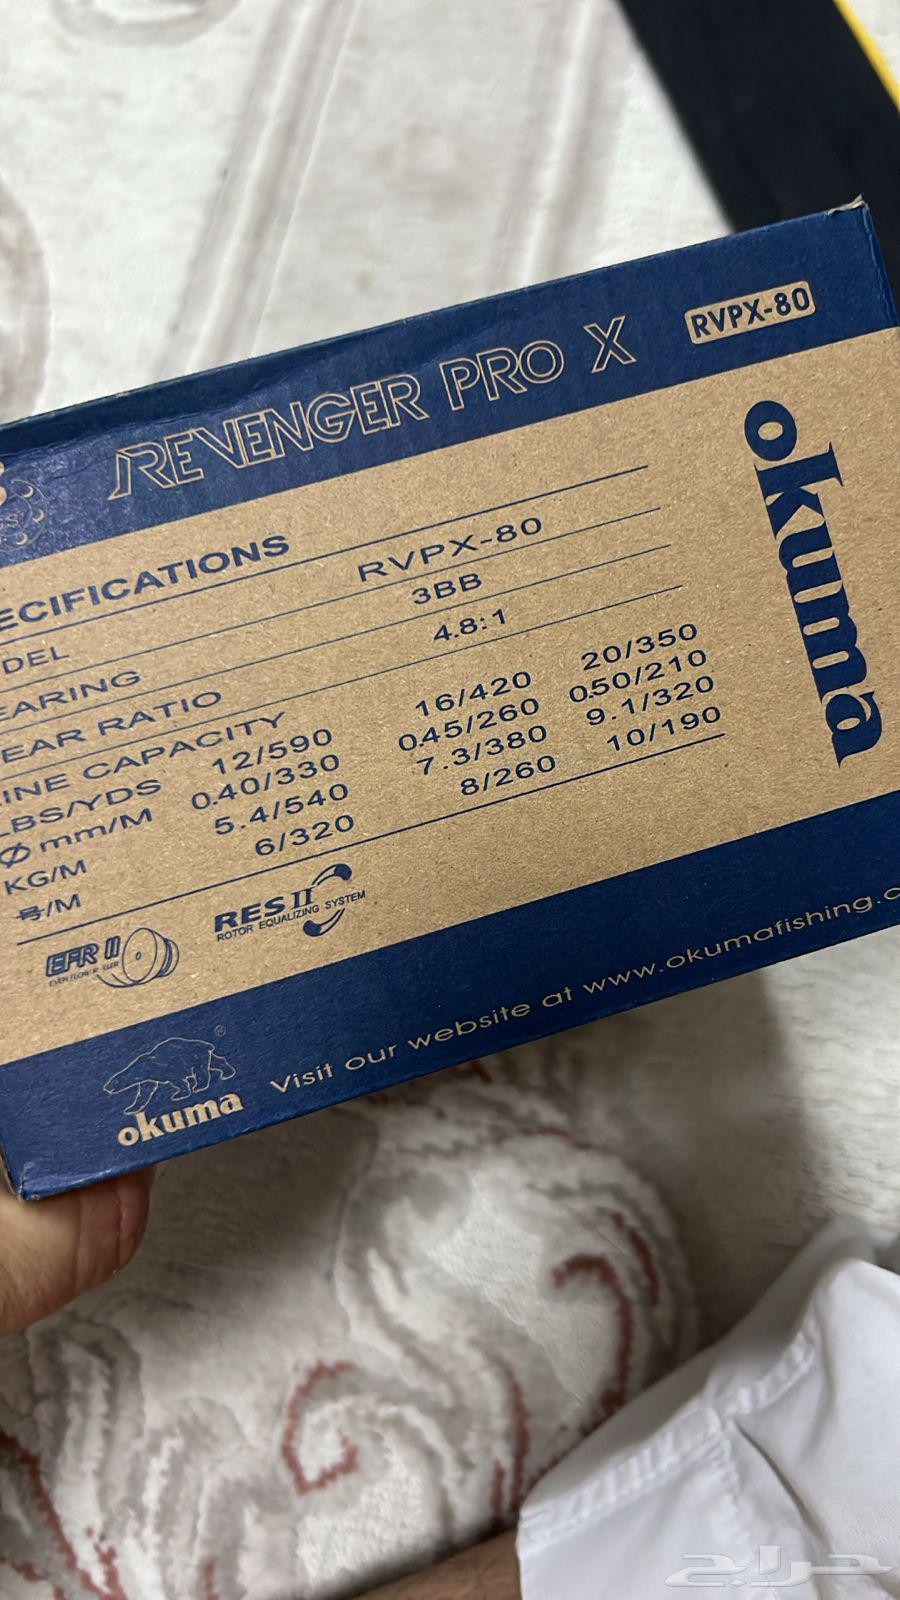 REVENGER PRO X
RVPX-80
okuma
ECIFICATIONS
DEL RVPX-80
EARING 3BB
EAR RATIO 4.8:1
INE CAPACITY
LBS/YDS 12/590 16/420 20/350
Ø mm/M 0.40/330 0.45/260 0.50/210
KG/M 5.4/540 7.3/380 9.1/320
号/M 6/320 8/260 10/190
EFR II
RES II
ROTOR EQUALIZING SYSTEM
okuma ®
Visit our website at www.okumafishing.c
حراج